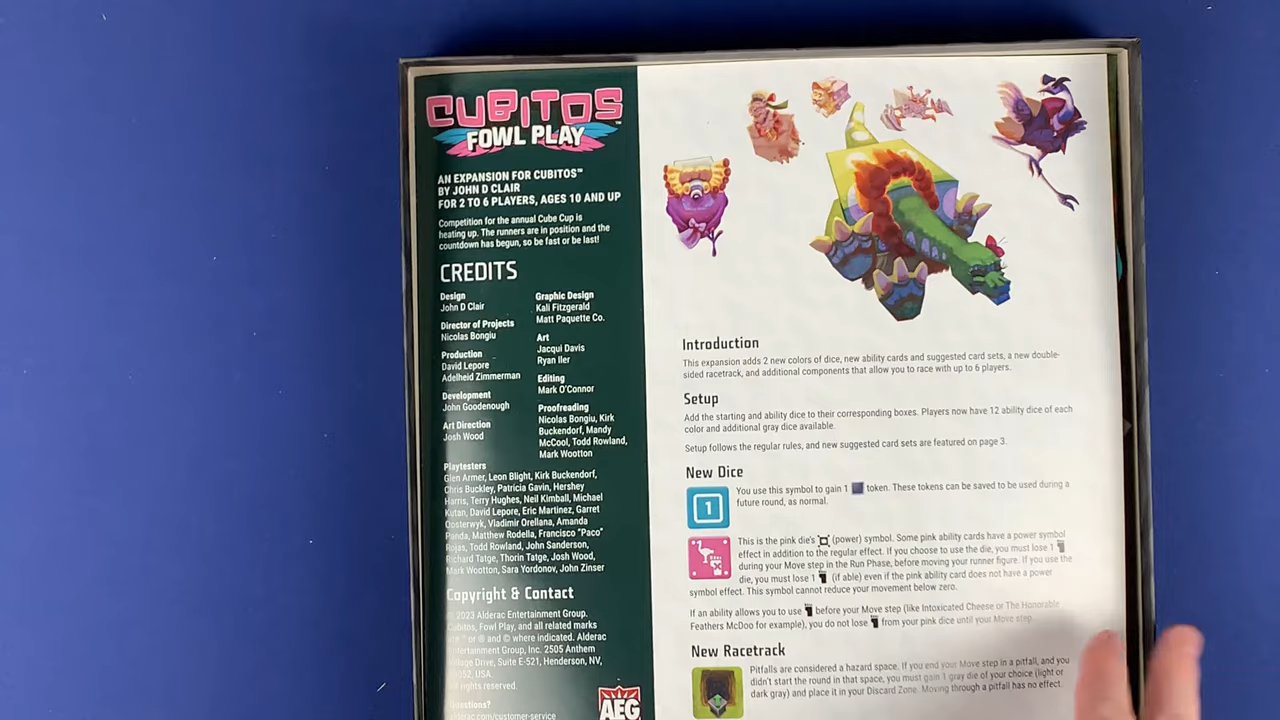 CUBITOS™
FOWL PLAY
AN EXPANSION FOR CUBITOS™
BY JOHN D CLAIR
FOR 2 TO 6 PLAYERS, AGES 10 AND UP
Competition for the annual Cube Cup is
heating up. The runners are in position and the
countdown has begun, so be fast or be last!
CREDITS
Design
John D Clair
Director of Projects
Nicolas Bongiu
Production
David Lepore
Adelheid Zimmerman
Development
John Goodenough
Art Direction
Josh Wood
Graphic Design
Kali Fitzgerald
Matt Paquette Co.
Art
Jacqui Davis
Ryan Iler
Editing
Mark O'Connor
Proofreading
Nicolas Bongiu, Kirk
Buckendorf, Mandy
McCool, Todd Rowland,
Mark Wootton
Playtesters
Glen Armer, Leon Blight, Kirk Buckendorf,
Chris Buckley, Patricia Gavin, Hershey
Harris, Terry Hughes, Neil Kimball, Michael
Kutan, David Lepore, Eric Martinez, Garret
Oosterwyk, Vladimir Orellana, Amanda
Panda, Matthew Rodella, Francisco "Paco"
Rojas, Todd Rowland, John Sanderson,
Richard Tatge, Thorin Tatge, Josh Wood,
Mark Wootton, Sara Yordonov, John Zinser
Copyright & Contact
© 2023 Alderac Entertainment Group.
Cubitos, Fowl Play, and all related marks
are ™ or ® and © where indicated. Alderac
Entertainment Group, Inc. 2505 Anthem
Village Drive, Suite E-521, Henderson, NV,
USA.
All rights reserved.
Questions?
alderac.com/customer-service
AEG
Introduction
This expansion adds 2 new colors of dice, new ability cards and suggested card sets, a new double-
sided racetrack, and additional components that allow you to race with up to 6 players.
Setup
Add the starting and ability dice to their corresponding boxes. Players now have 12 ability dice of each
color and additional gray dice available.
Setup follows the regular rules, and new suggested card sets are featured on page 3.
New Dice
1
You use this symbol to gain 1 token. These tokens can be saved to be used during a
future round, as normal.
This is the pink die's (power) symbol. Some pink ability cards have a power symbol
effect in addition to the regular effect. If you choose to use the die, you must lose 1
during your Move step in the Run Phase, before moving your runner figure. If you use the
die, you must lose 1 (if able) even if the pink ability card does not have a power
symbol effect. This symbol cannot reduce your movement below zero.
If an ability allows you to use before your Move step (like Intoxicated Cheese or The Honorable
Feathers McDoo for example), you do not lose from your pink dice until your Move step.
New Racetrack
Pitfalls are considered a hazard space. If you end your Move step in a pitfall, and you
didn't start the round in that space, you must gain 1 gray die of your choice (light or
dark gray) and place it in your Discard Zone. Moving through a pitfall has no effect.